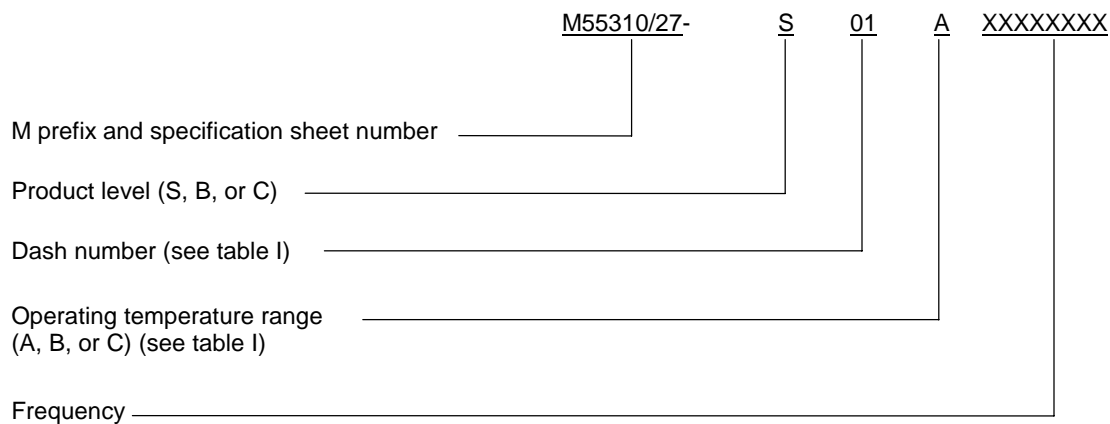 M55310/27- S 01 A XXXXXXXX
M prefix and specification sheet number
Product level (S, B, or C)
Dash number (see table I)
Operating temperature range
(A, B, or C) (see table I)
Frequency